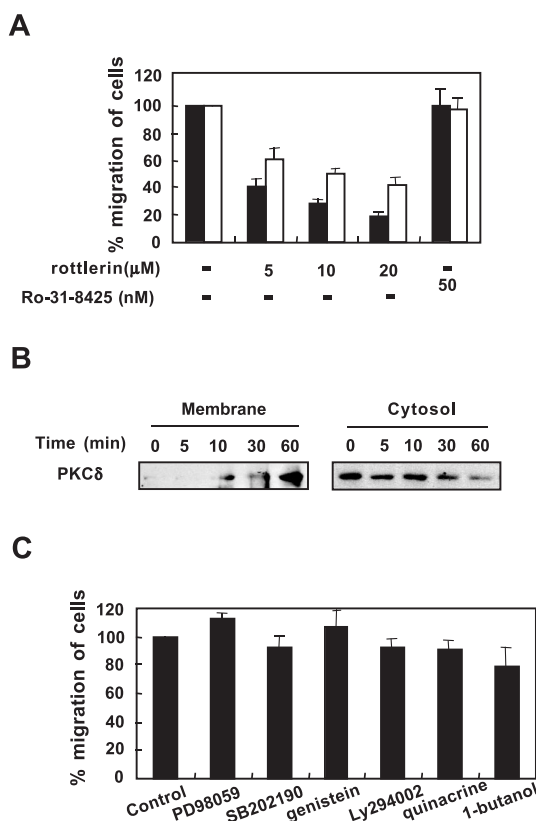 A
% migration of cells
120
100
80
60
40
20
0
rottlerin(μM) - 5 10 20 -
Ro-31-8425 (nM) - - - - 50
B
Membrane Cytosol
Time (min) 0 5 10 30 60 0 5 10 30 60
PKCδ
C
% migration of cells
120
100
80
60
40
20
0
Control PD98059 SB202190 genistein Ly294002 quinacrine 1-butanol